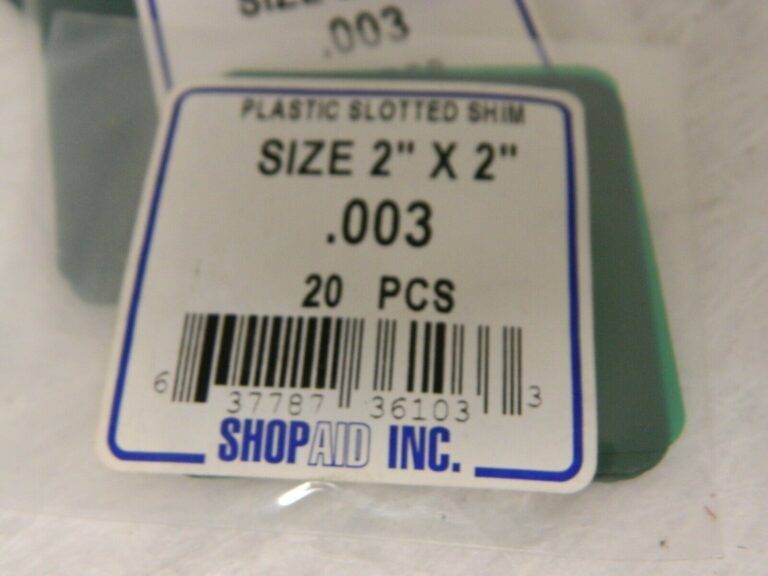 .003
PLASTIC SLOTTED SHIM
SIZE 2" X 2"
.003
20 PCS
6 37787 36103 3
SHOPAID INC.